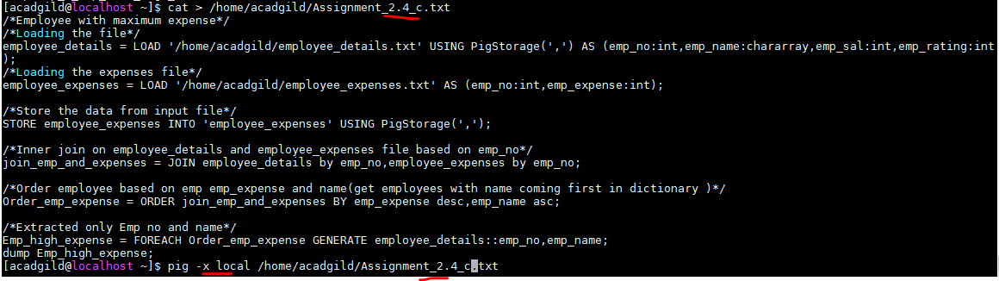 [acadgild@localhost ~]$ cat > /home/acadgild/Assignment_2.4_c.txt
/*Employee with maximum expense*/
/*Loading the file*/
employee_details = LOAD '/home/acadgild/employee_details.txt' USING PigStorage(',') AS (emp_no:int,emp_name:chararray,emp_sal:int,emp_rating:int
);
/*Loading the expenses file*/
employee_expenses = LOAD '/home/acadgild/employee_expenses.txt' AS (emp_no:int,emp_expense:int);
/*Store the data from input file*/
STORE employee_expenses INTO 'employee_expenses' USING PigStorage(',');
/*Inner join on employee_details and employee_expenses file based on emp_no*/
join_emp_and_expenses = JOIN employee_details by emp_no,employee_expenses by emp_no;
/*Order employee based on emp emp_expense and name(get employees with name coming first in dictionary )*/
Order_emp_expense = ORDER join_emp_and_expenses BY emp_expense desc,emp_name asc;
/*Extracted only Emp no and name*/
Emp_high_expense = FOREACH Order_emp_expense GENERATE employee_details::emp_no,emp_name;
dump Emp_high_expense;
[acadgild@localhost ~]$ pig -x local /home/acadgild/Assignment_2.4_c.txt